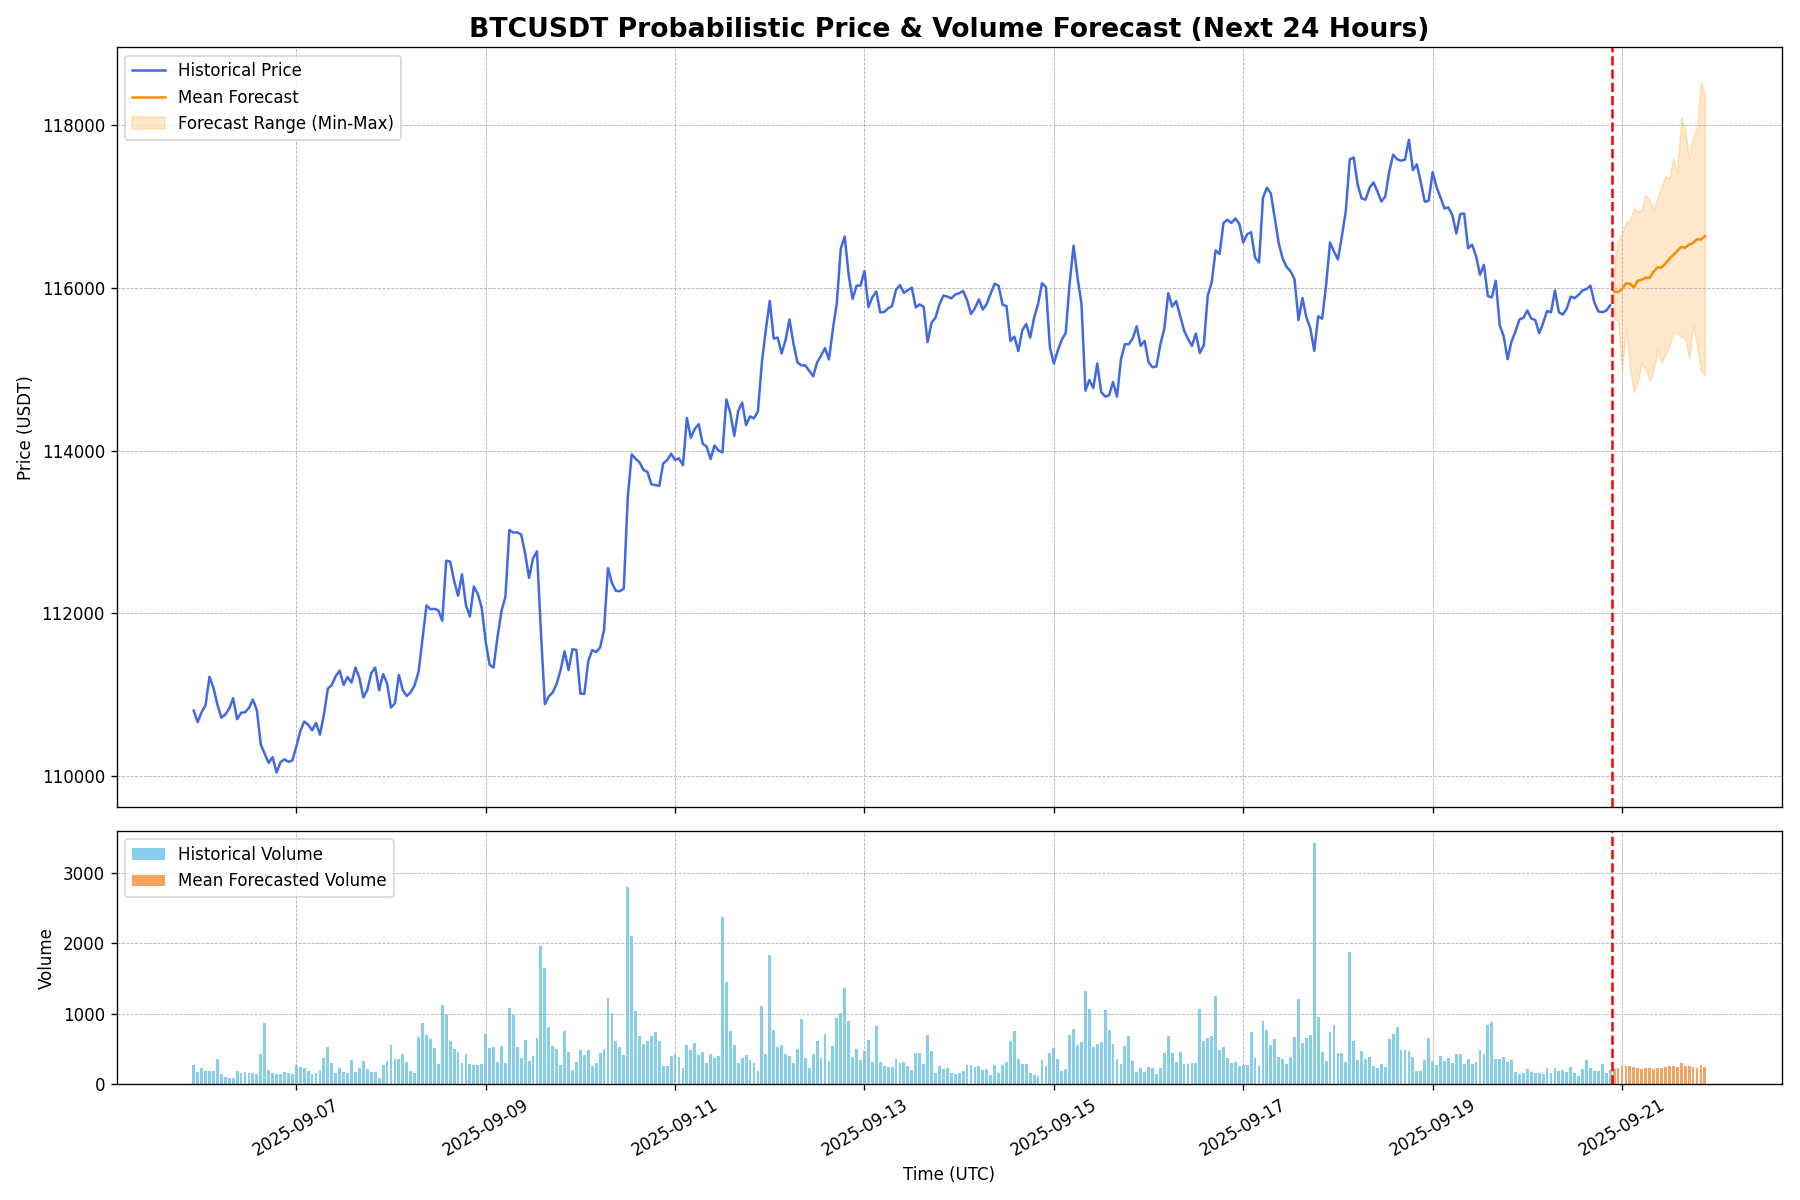 BTCUSDT Probabilistic Price & Volume Forecast (Next 24 Hours)
Historical Price
Mean Forecast
Forecast Range (Min-Max)
Price (USDT)
118000
116000
114000
112000
110000
Historical Volume
Mean Forecasted Volume
Volume
3000
2000
1000
0
2025-09-07
2025-09-09
2025-09-11
2025-09-13
2025-09-15
2025-09-17
2025-09-19
2025-09-21
Time (UTC)